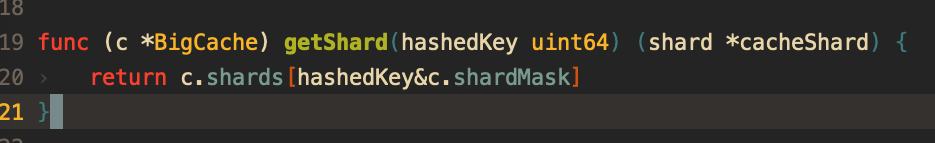 18
19 func (c *BigCache) getShard(hashedKey uint64) (shard *cacheShard) {
20 › return c.shards[hashedKey&c.shardMask]
21 }